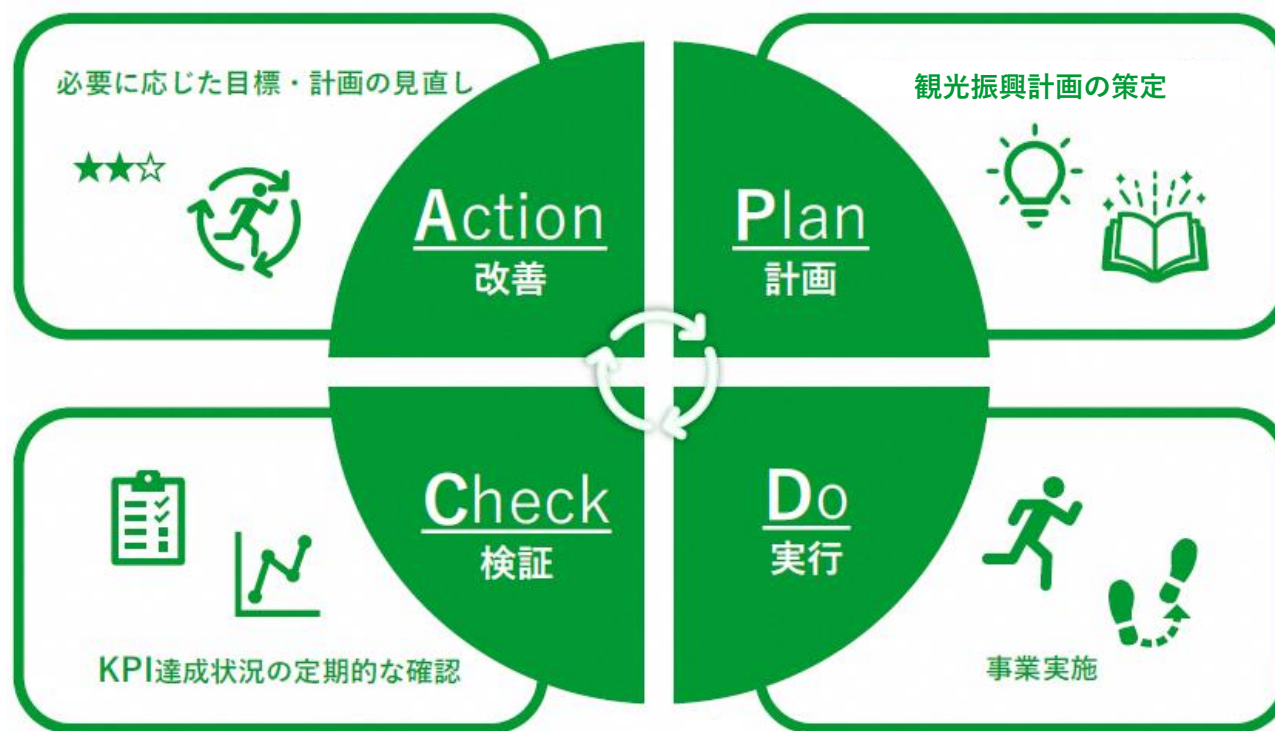 必要に応じた目標・計画の見直し
Action
改善
観光振興計画の策定
Plan
計画
Check
検証
KPI達成状況の定期的な確認
Do
実行
事業実施